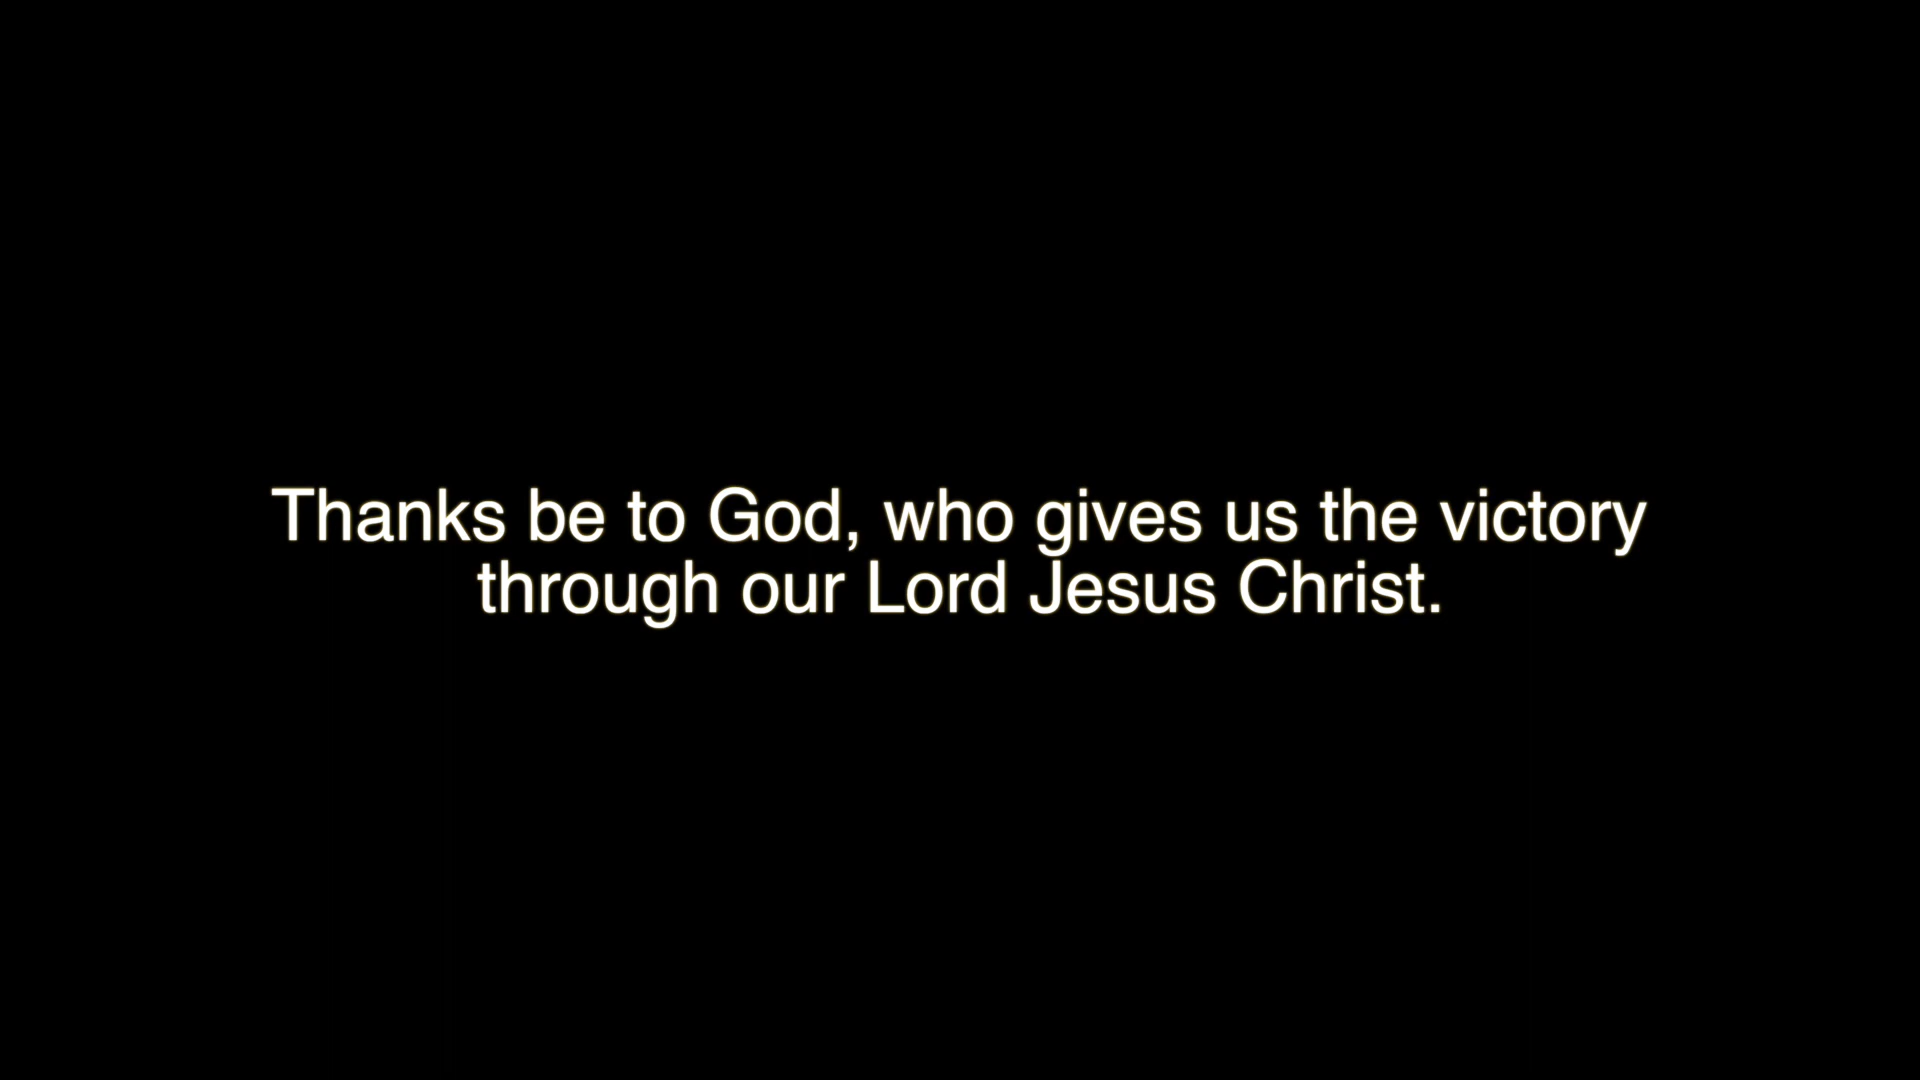 Thanks be to God, who gives us the victory
through our Lord Jesus Christ.